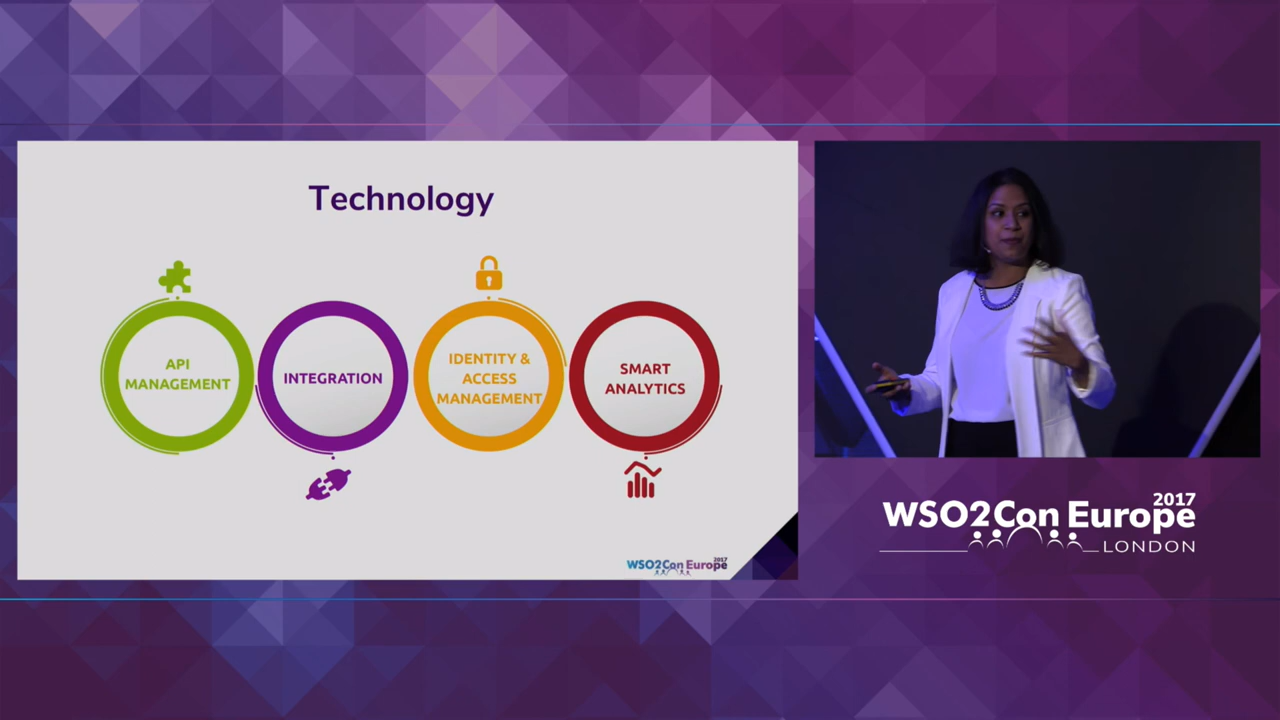 Technology
API
MANAGEMENT
INTEGRATION
IDENTITY &
ACCESS
MANAGEMENT
SMART
ANALYTICS
WSO2Con Europe 2017
WSO2Con Europe 2017
LONDON